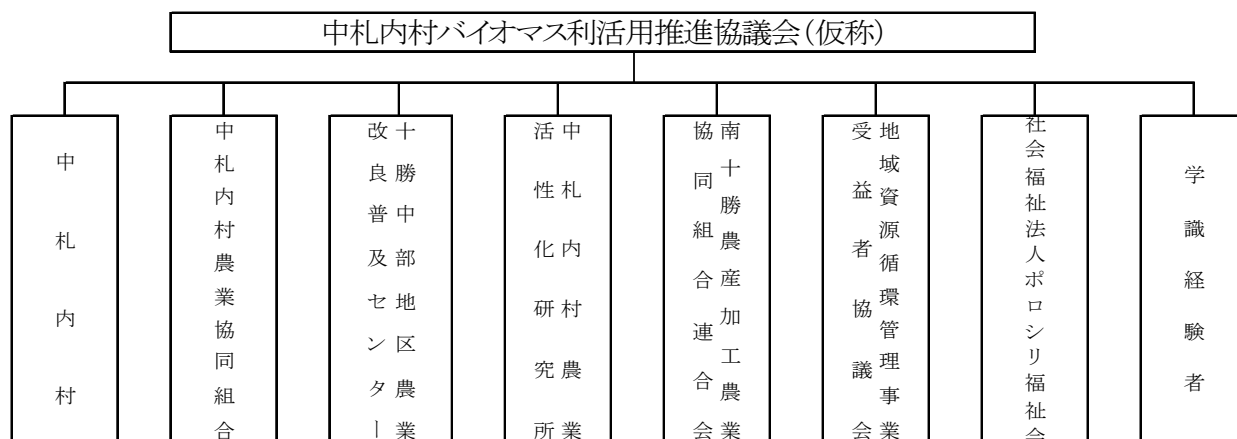 中札内村バイオマス利活用推進協議会(仮称)
中札内村
中札内村農業協同組合
十勝中部地区農業
改良普及センター
中札内村農業
活性化研究所
南十勝農産加工農業
協同組合連合会
地域資源循環管理事業
受益者協議会
社会福祉法人ポロシリ福祉会
学識経験者